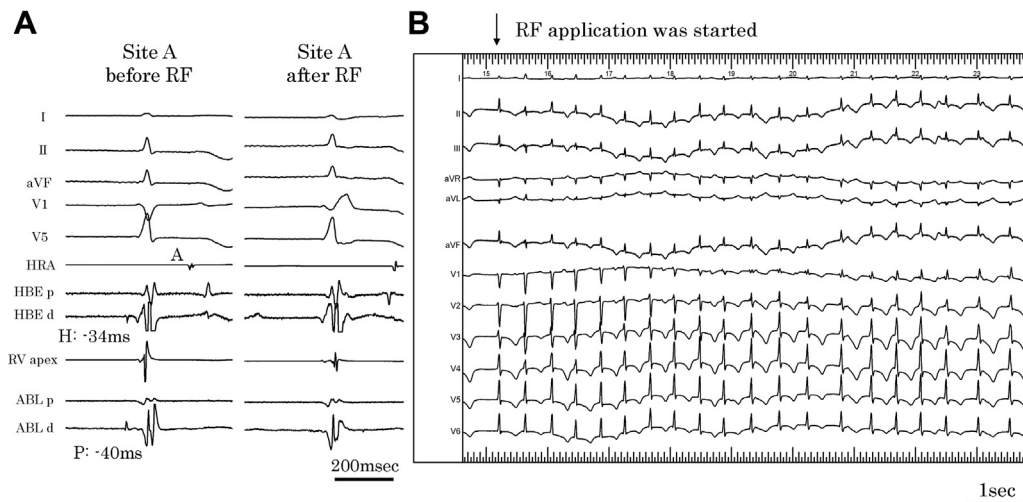 A
Site A
before RF
Site A
after RF
I
II
aVF
V1
V5
HRA
A
HBE p
HBE d
H: -34ms
RV apex
ABL p
ABL d
P: -40ms
200msec
B
RF application was started
15 16 17 18 19 20 21 22 23
I
II
III
aVR
aVL
aVF
V1
V2
V3
V4
V5
V6
1sec